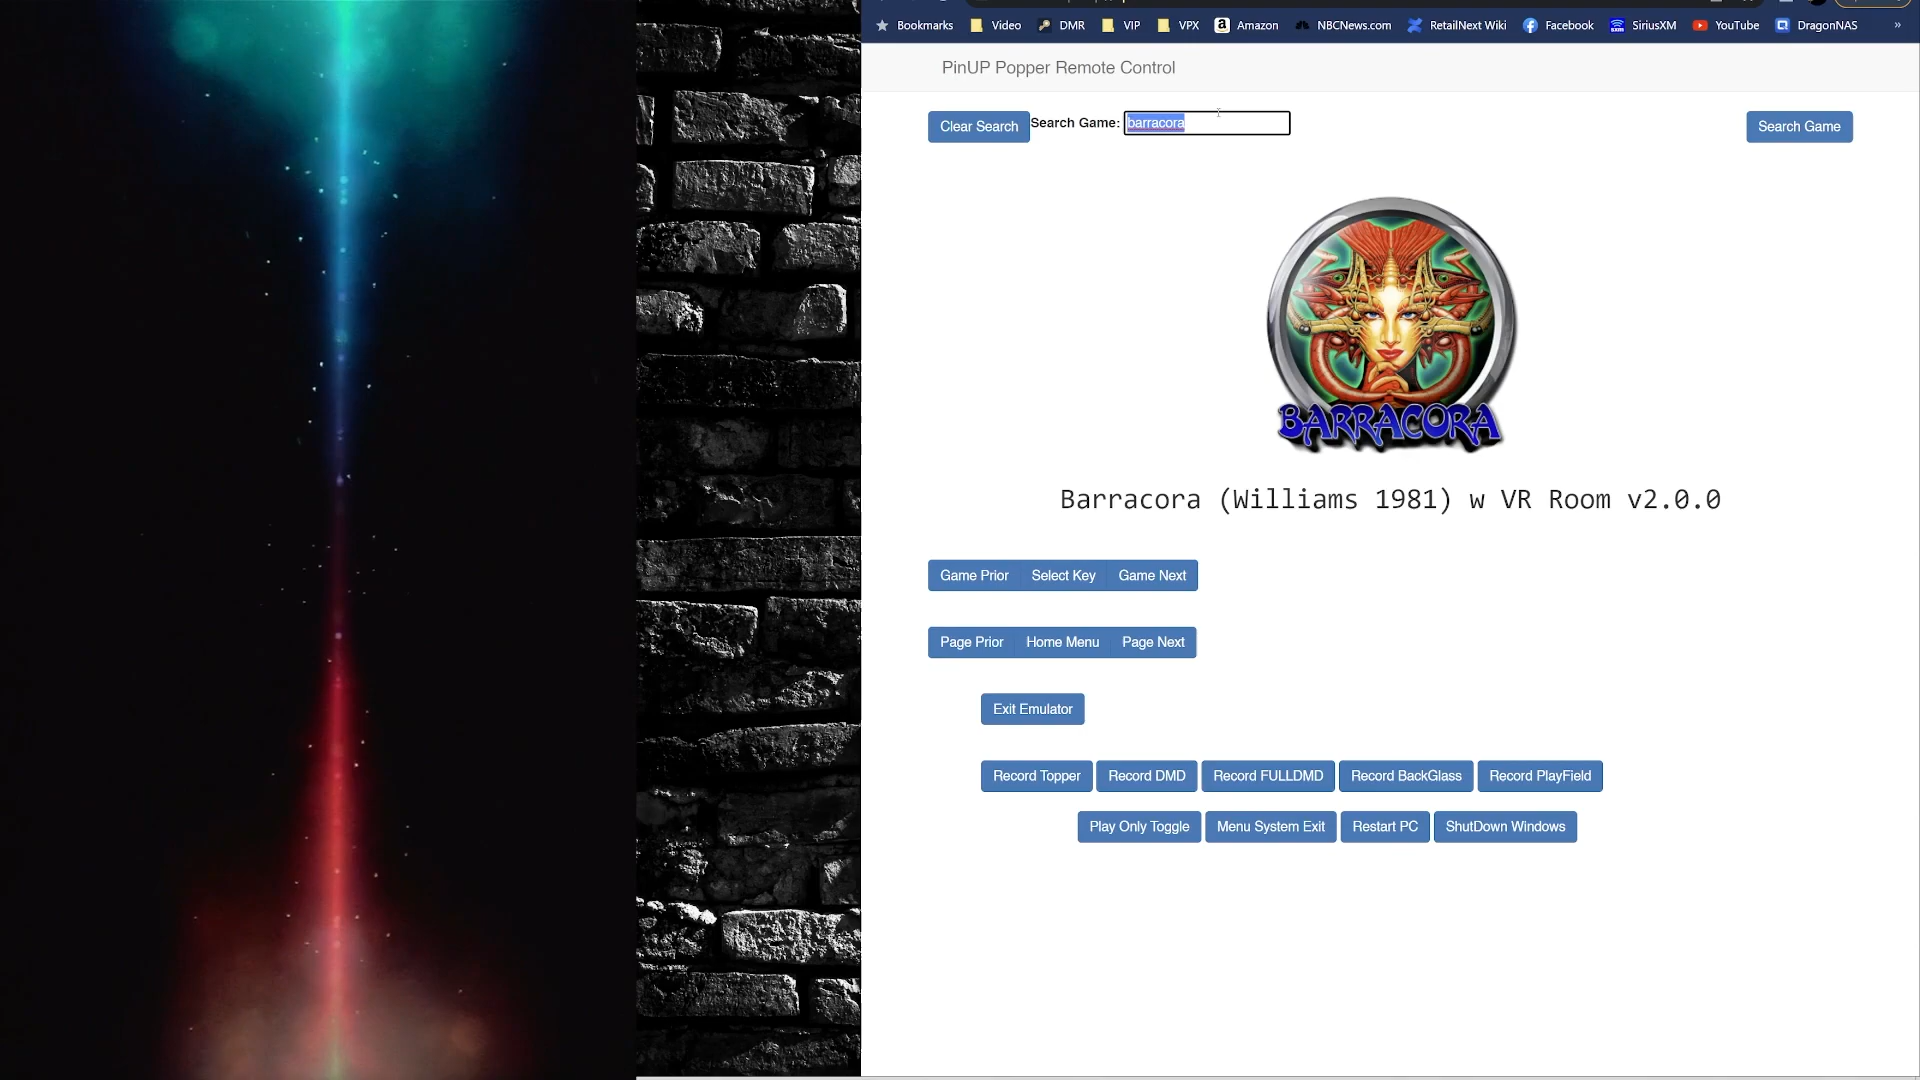 Bookmarks Video DMR VIP VPX Amazon NBCNews.com RetailNext Wiki Facebook SiriusXM YouTube DragonNAS »
PinUP Popper Remote Control
Clear Search Search Game: barracora Search Game
BARRACORA
Barracora (Williams 1981) w VR Room v2.0.0
Game Prior Select Key Game Next
Page Prior Home Menu Page Next
Exit Emulator
Record Topper Record DMD Record FULLDMD Record BackGlass Record PlayField
Play Only Toggle Menu System Exit Restart PC ShutDown Windows